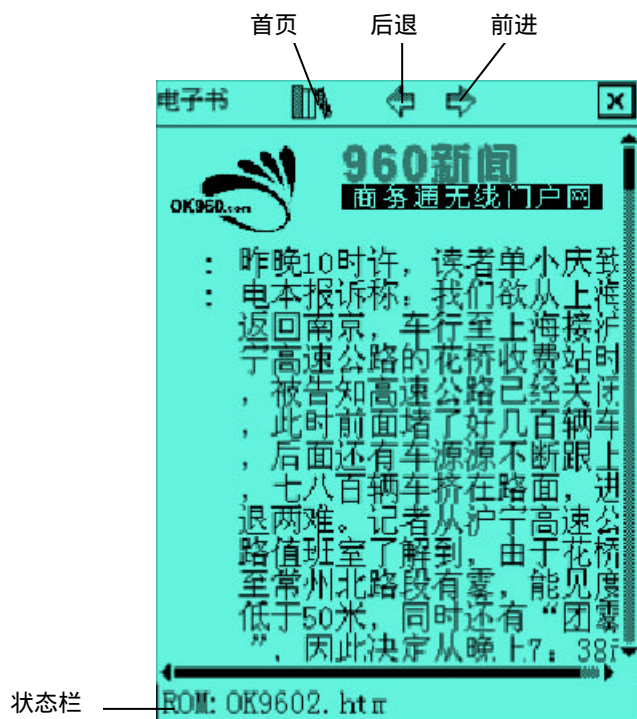 首页 后退 前进
电子书
OK960.com
960新闻
商务通无线门户网
： 昨晚10时许，读者单小庆致
： 电本报诉称：我们欲从上海
返回南京，车行至上海接沪
宁高速公路的花桥收费站时
，被告知高速公路已经关闭
，此时前面堵了好几百辆车
，后面还有车源源不断跟上
，七八百辆车挤在路面，进
退两难。记者从沪宁高速公
路值班室了解到，由于花桥
至常州北路段有雾，能见度
低于50米，同时还有“团雾
”，因此决定从晚上7：38
状态栏
ROM: OK9602.htm